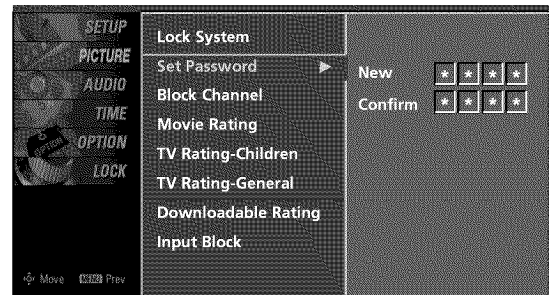 SETUP
PICTURE
AUDIO
TIME
OPTION
OPTION
LOCK
Move MENU Prev
Lock System
Set Password
Block Channel
Movie Rating
TV Rating-Children
TV Rating-General
Downloadable Rating
Input Block
New * * * *
Confirm * * * *